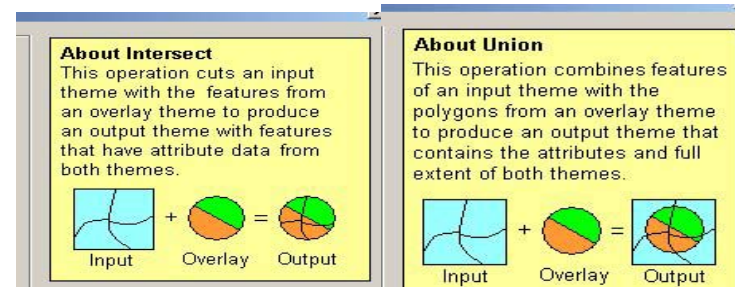 About Intersect
This operation cuts an input
theme with the features from
an overlay theme to produce
an output theme with features
that have attribute data from
both themes.
+ =
Input Overlay Output
About Union
This operation combines features
of an input theme with the
polygons from an overlay theme
to produce an output theme that
contains the attributes and full
extent of both themes.
+ =
Input Overlay Output